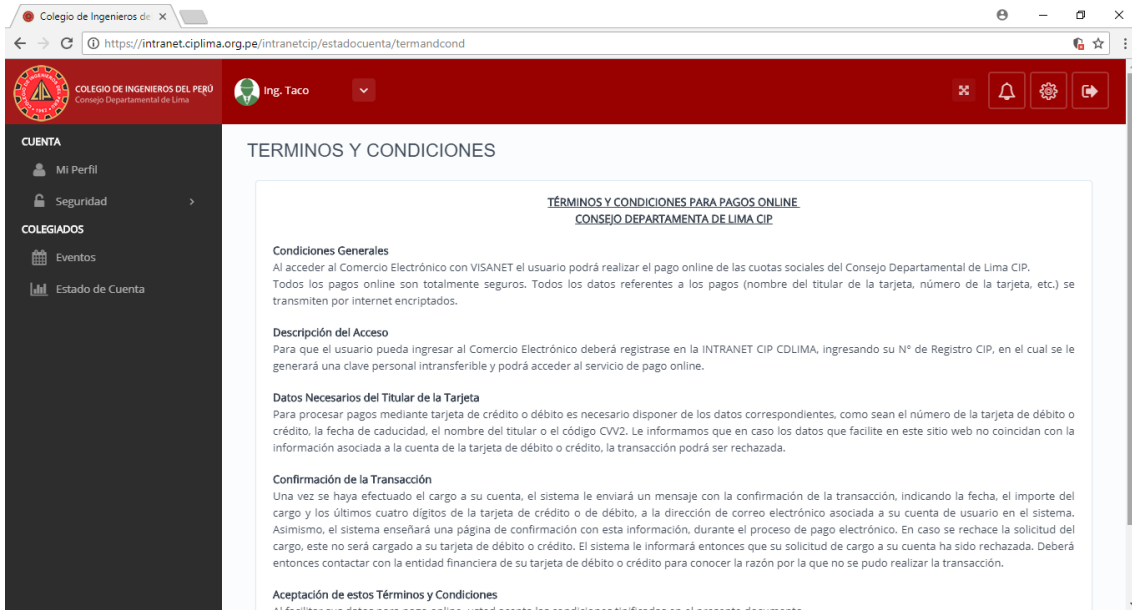 Colegio de Ingenieros de
https://intranet.ciplima.org.pe/intranetcip/estadocuenta/termandcond
COLEGIO DE INGENIEROS DEL PERÚ
Consejo Departamental de Lima
Ing. Taco
CUENTA
Mi Perfil
Seguridad
COLEGIADOS
Eventos
Estado de Cuenta
TERMINOS Y CONDICIONES
TÉRMINOS Y CONDICIONES PARA PAGOS ONLINE
CONSEJO DEPARTAMENTA DE LIMA CIP
Condiciones Generales
Al acceder al Comercio Electrónico con VISANET el usuario podrá realizar el pago online de las cuotas sociales del Consejo Departamental de Lima CIP.
Todos los pagos online son totalmente seguros. Todos los datos referentes a los pagos (nombre del titular de la tarjeta, número de la tarjeta, etc.) se
transmiten por internet encriptados.
Descripción del Acceso
Para que el usuario pueda ingresar al Comercio Electrónico deberá registrase en la INTRANET CIP CDLIMA, ingresando su N° de Registro CIP, en el cual se le
generará una clave personal intransferible y podrá acceder al servicio de pago online.
Datos Necesarios del Titular de la Tarjeta
Para procesar pagos mediante tarjeta de crédito o débito es necesario disponer de los datos correspondientes, como sean el número de la tarjeta de débito o
crédito, la fecha de caducidad, el nombre del titular o el código CVV2. Le informamos que en caso los datos que facilite en este sitio web no coincidan con la
información asociada a la cuenta de la tarjeta de débito o crédito, la transacción podrá ser rechazada.
Confirmación de la Transacción
Una vez se haya efectuado el cargo a su cuenta, el sistema le enviará un mensaje con la confirmación de la transacción, indicando la fecha, el importe del
cargo y los últimos cuatro dígitos de la tarjeta de crédito o de débito, a la dirección de correo electrónico asociada a su cuenta de usuario en el sistema.
Asimismo, el sistema enseñará una página de confirmación con esta información, durante el proceso de pago electrónico. En caso se rechace la solicitud del
cargo, este no será cargado a su tarjeta de débito o crédito. El sistema le informará entonces que su solicitud de cargo a su cuenta ha sido rechazada. Deberá
entonces contactar con la entidad financiera de su tarjeta de débito o crédito para conocer la razón por la que no se pudo realizar la transacción.
Aceptación de estos Términos y Condiciones